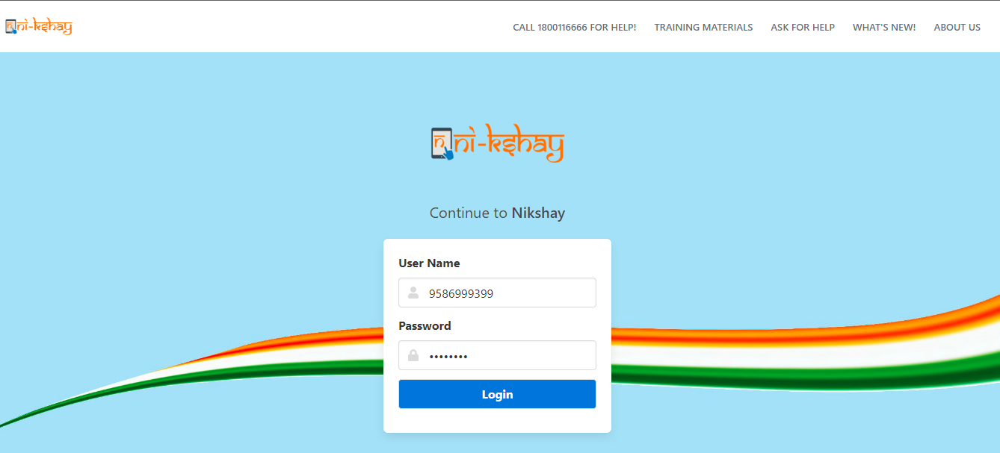 ni-kshay CALL 1800116666 FOR HELP! TRAINING MATERIALS ASK FOR HELP WHAT'S NEW! ABOUT US
ni-kshay
Continue to Nikshay
User Name
9586999399
Password
••••••••
Login